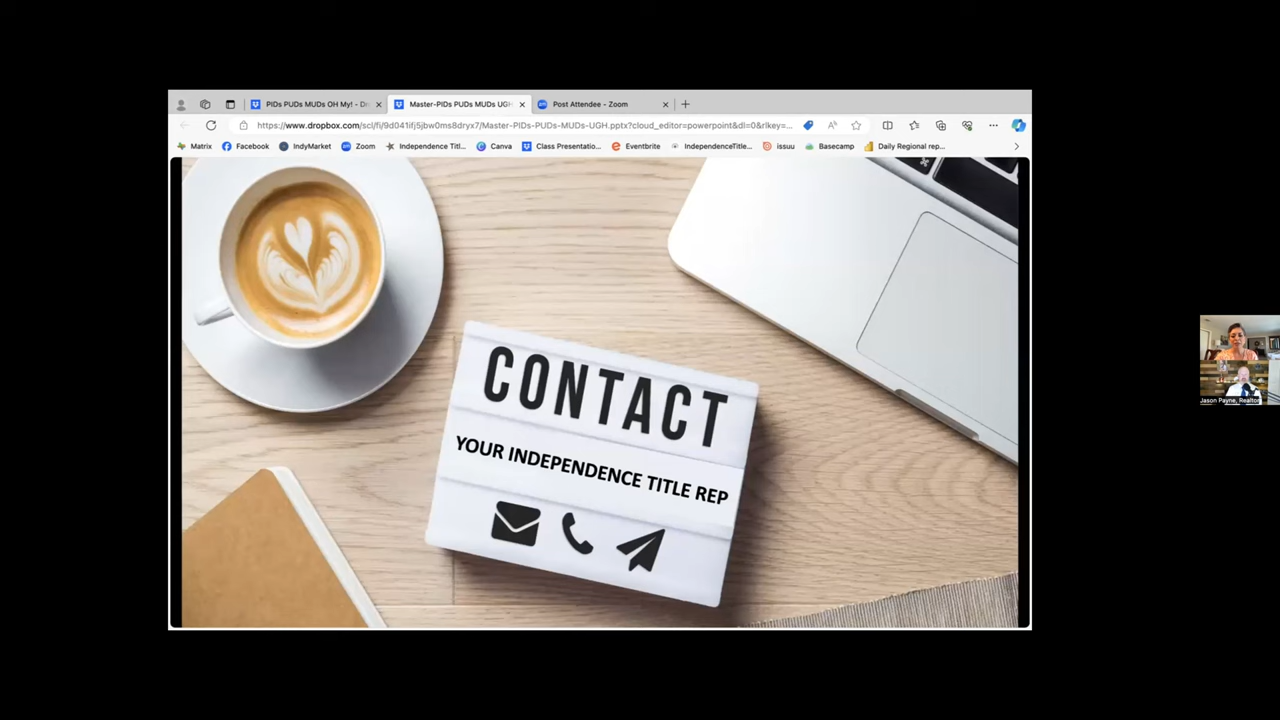 PIDs PUDs MUDs OH My! - Dr
Master-PIDs PUDs MUDs UGH
Post Attendee - Zoom
https://www.dropbox.com/scl/fi/9d041ifj5jbw0ms8dryx7/Master-PIDs-PUDs-MUDs-UGH.pptx?cloud_editor=powerpoint&dl=0&rlkey=...
Matrix
Facebook
IndyMarket
Zoom
Independence Titl...
Canva
Class Presentatio...
Eventbrite
IndependenceTitle...
issuu
Basecamp
Daily Regional rep...
CONTACT
YOUR INDEPENDENCE TITLE REP
Jason Payne, Realtor